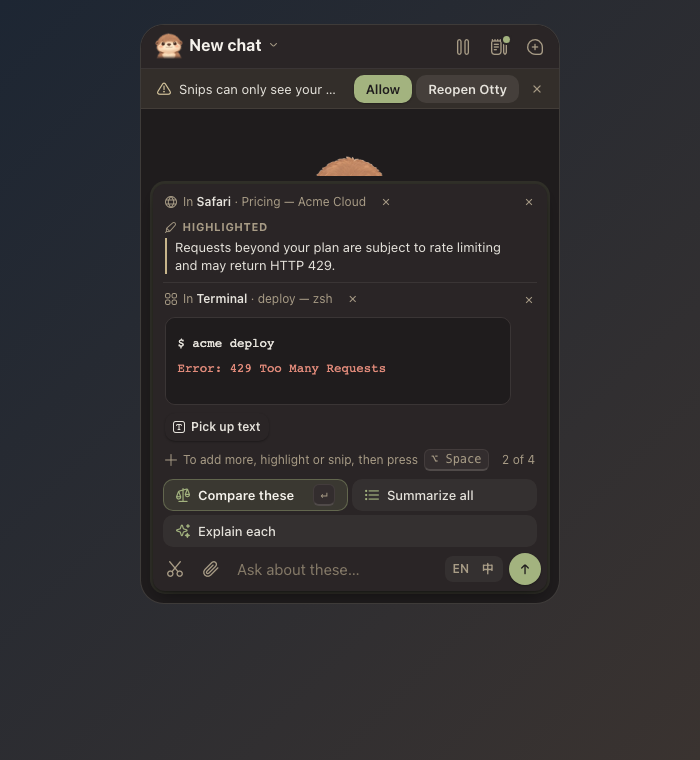 New chat
Snips can only see your ...
Allow
Reopen Otty
In Safari · Pricing — Acme Cloud
HIGHLIGHTED
Requests beyond your plan are subject to rate limiting
and may return HTTP 429.
In Terminal · deploy — zsh
$ acme deploy
Error: 429 Too Many Requests
Pick up text
To add more, highlight or snip, then press ⌥ Space 2 of 4
Compare these ↵
Summarize all
Explain each
Ask about these...
EN 中